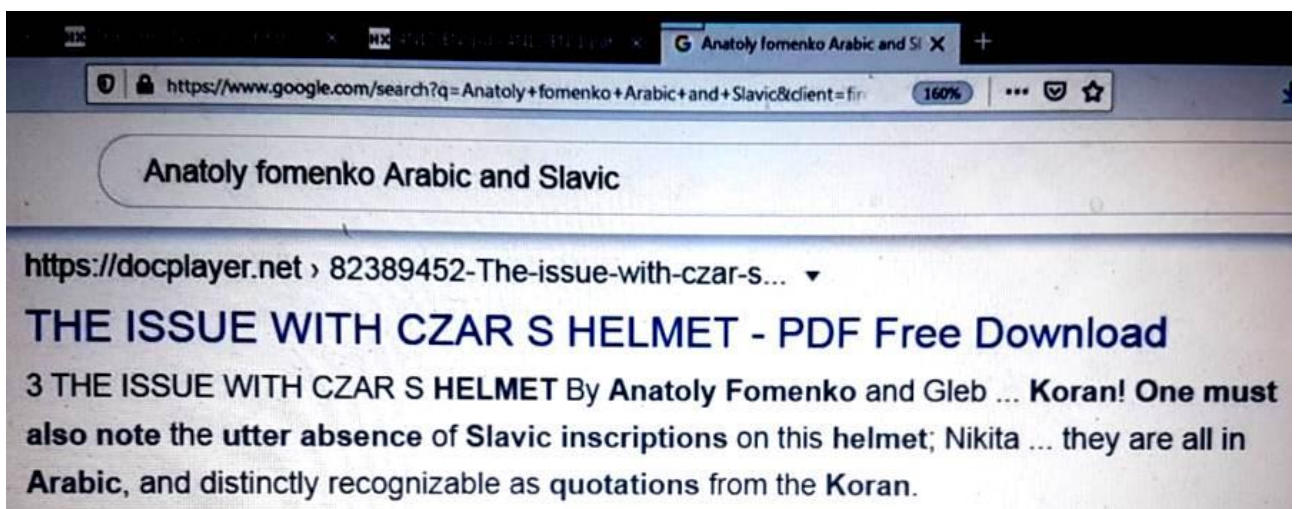 HX HX G Anatoly fomenko Arabic and Sl
https://www.google.com/search?q=Anatoly+fomenko+Arabic+and+Slavic&client=fir 160%
Anatoly fomenko Arabic and Slavic
https://docplayer.net › 82389452-The-issue-with-czar-s...
THE ISSUE WITH CZAR S HELMET - PDF Free Download
3 THE ISSUE WITH CZAR S HELMET By Anatoly Fomenko and Gleb ... Koran! One must
also note the utter absence of Slavic inscriptions on this helmet; Nikita ... they are all in
Arabic, and distinctly recognizable as quotations from the Koran.